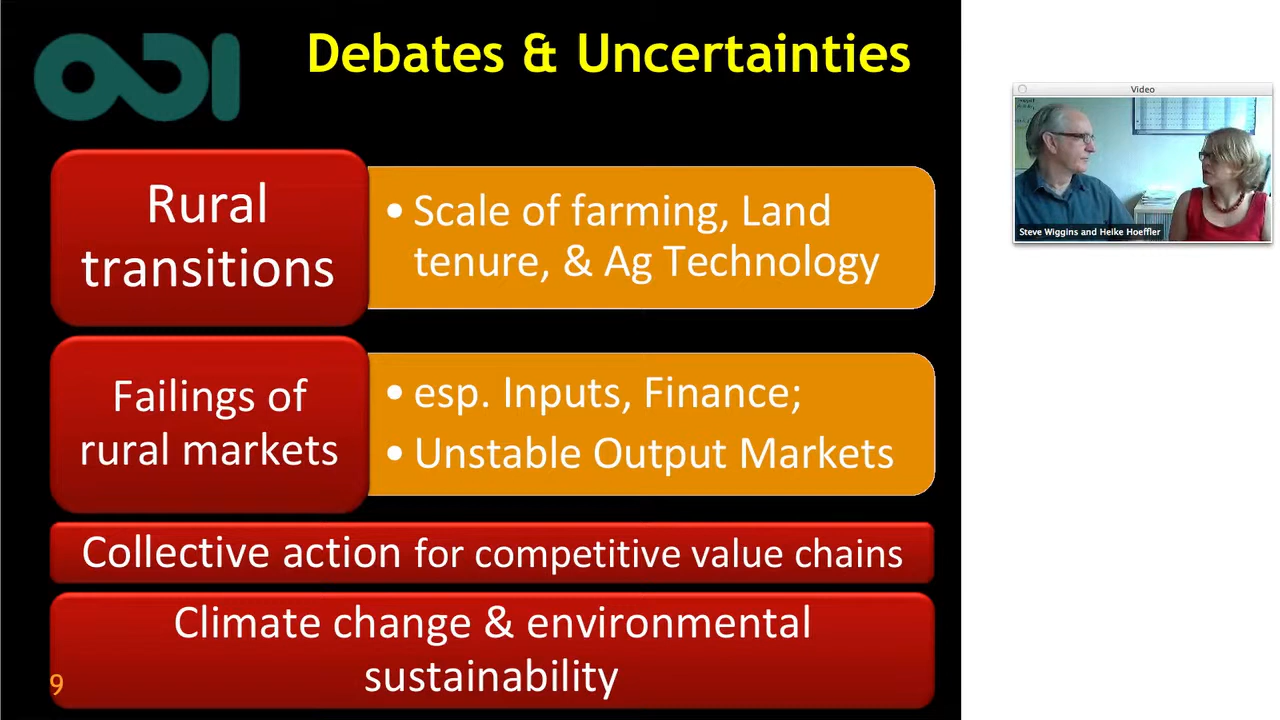 ODI
Debates & Uncertainties
Rural
transitions
• Scale of farming, Land
tenure, & Ag Technology
Failings of
rural markets
• esp. Inputs, Finance;
• Unstable Output Markets
Collective action for competitive value chains
Climate change & environmental
sustainability
9
Video
Steve Wiggins and Heike Hoeffler